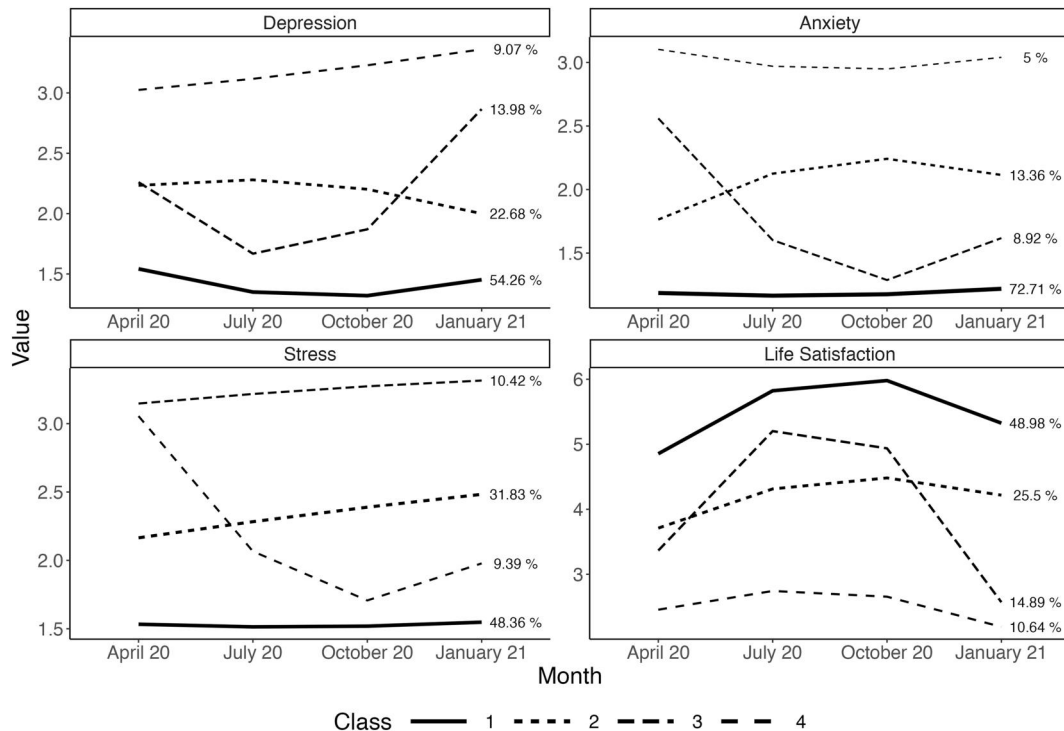 Depression
Anxiety
3.0
2.5
2.0
1.5
9.07 %
13.98 %
22.68 %
54.26 %
April 20 July 20 October 20 January 21
3.0
2.5
2.0
1.5
5 %
13.36 %
8.92 %
72.71 %
April 20 July 20 October 20 January 21
Value
Stress
Life Satisfaction
3.0
2.5
2.0
1.5
10.42 %
31.83 %
9.39 %
48.36 %
April 20 July 20 October 20 January 21
6
5
4
3
48.98 %
25.5 %
14.89 %
10.64 %
April 20 July 20 October 20 January 21
Month
Class 1 2 3 4